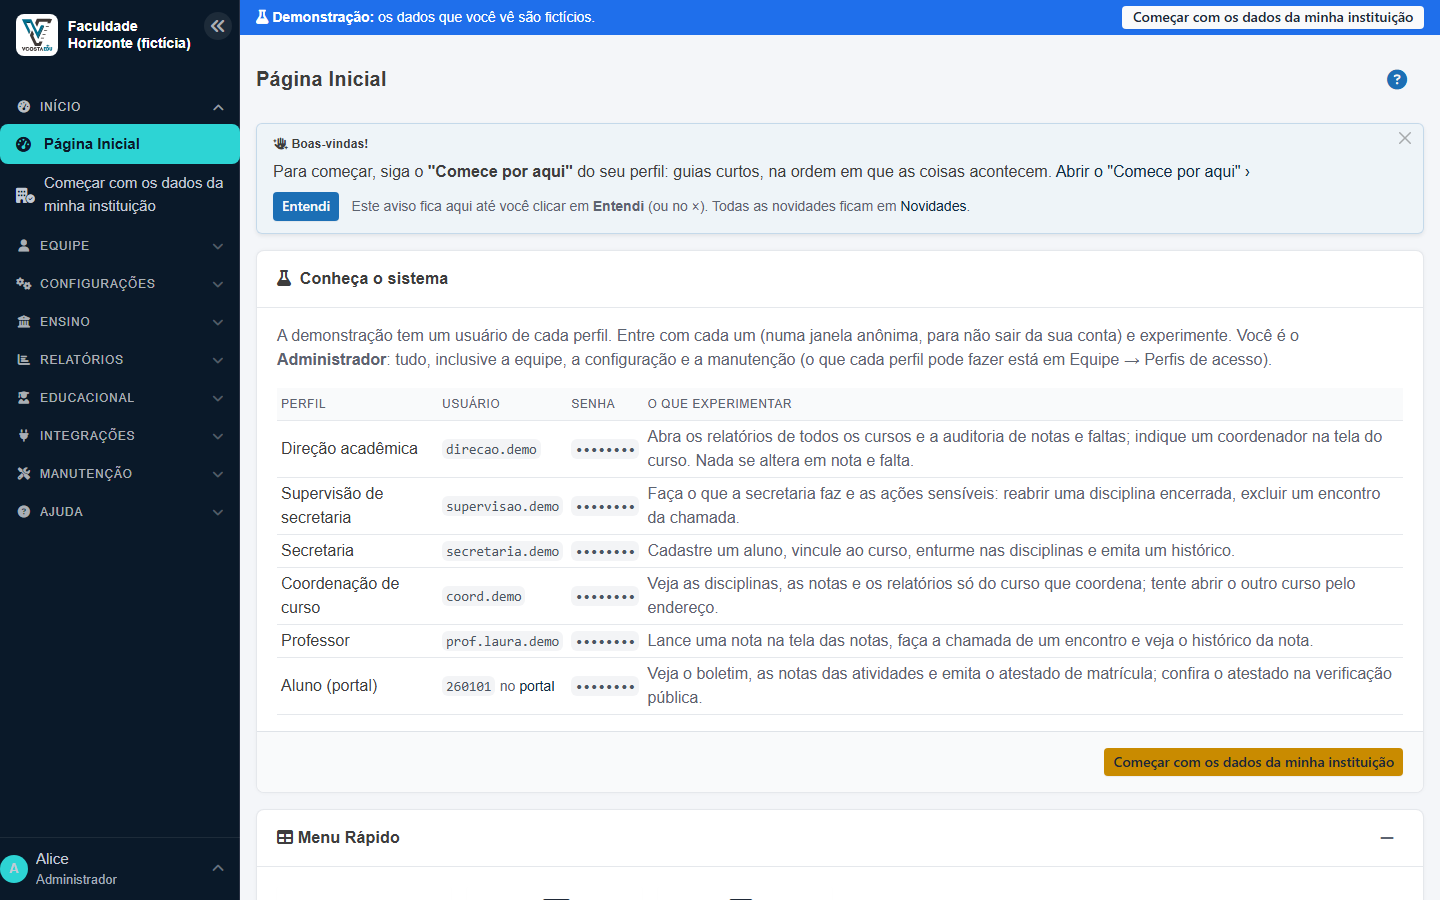 VOOSTAEDU
Faculdade
Horizonte (fictícia)
INÍCIO
Página Inicial
Começar com os dados da
minha instituição
EQUIPE
CONFIGURAÇÕES
ENSINO
RELATÓRIOS
EDUCACIONAL
INTEGRAÇÕES
MANUTENÇÃO
AJUDA
A
Alice
Administrador
Demonstração: os dados que você vê são fictícios.
Começar com os dados da minha instituição
Página Inicial
?
Boas-vindas!
Para começar, siga o "Comece por aqui" do seu perfil: guias curtos, na ordem em que as coisas acontecem. Abrir o "Comece por aqui" ›
Entendi
Este aviso fica aqui até você clicar em Entendi (ou no ×). Todas as novidades ficam em Novidades.
Conheça o sistema
A demonstração tem um usuário de cada perfil. Entre com cada um (numa janela anônima, para não sair da sua conta) e experimente. Você é o
Administrador: tudo, inclusive a equipe, a configuração e a manutenção (o que cada perfil pode fazer está em Equipe → Perfis de acesso).
PERFIL USUÁRIO SENHA O QUE EXPERIMENTAR
Direção acadêmica direcao.demo •••••••• Abra os relatórios de todos os cursos e a auditoria de notas e faltas; indique um coordenador na tela do
curso. Nada se altera em nota e falta.
Supervisão de
secretaria supervisao.demo •••••••• Faça o que a secretaria faz e as ações sensíveis: reabrir uma disciplina encerrada, excluir um encontro
da chamada.
Secretaria secretaria.demo •••••••• Cadastre um aluno, vincule ao curso, enturme nas disciplinas e emita um histórico.
Coordenação de
curso coord.demo •••••••• Veja as disciplinas, as notas e os relatórios só do curso que coordena; tente abrir o outro curso pelo
endereço.
Professor prof.laura.demo •••••••• Lance uma nota na tela das notas, faça a chamada de um encontro e veja o histórico da nota.
Aluno (portal) 260101 no portal •••••••• Veja o boletim, as notas das atividades e emita o atestado de matrícula; confira o atestado na verificação
pública.
Começar com os dados da minha instituição
Menu Rápido